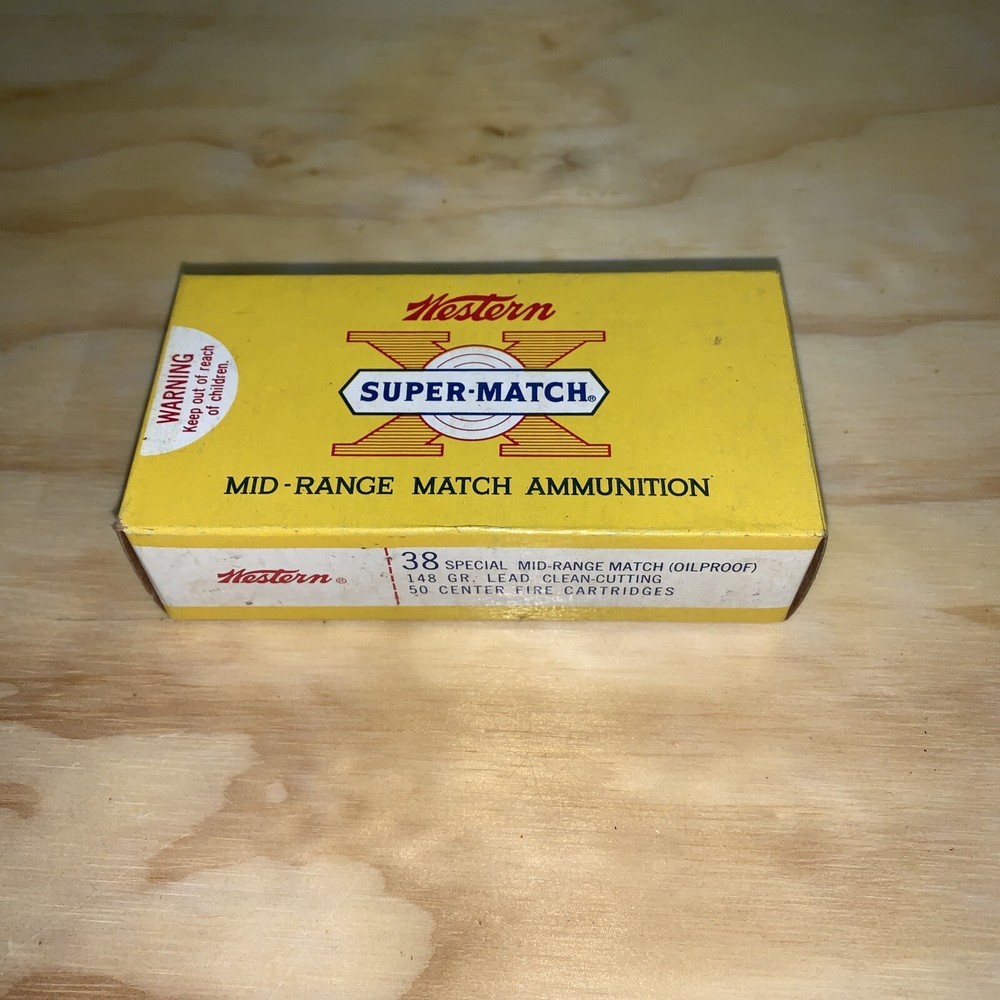 Western
SUPER-MATCH®
MID-RANGE MATCH AMMUNITION
WARNING
Keep out of reach
of children.
Western ®
38 SPECIAL MID-RANGE MATCH (OILPROOF)
148 GR. LEAD CLEAN-CUTTING
50 CENTER FIRE CARTRIDGES